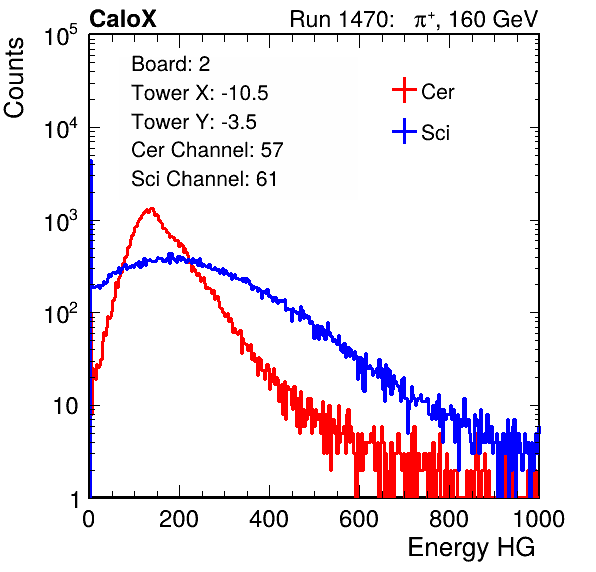 CaloX Run 1470: π⁺, 160 GeV
Counts
10⁵
10⁴
10³
10²
10
1
Board: 2
Tower X: -10.5
Tower Y: -3.5
Cer Channel: 57
Sci Channel: 61
Cer
Sci
0 200 400 600 800 1000
Energy HG